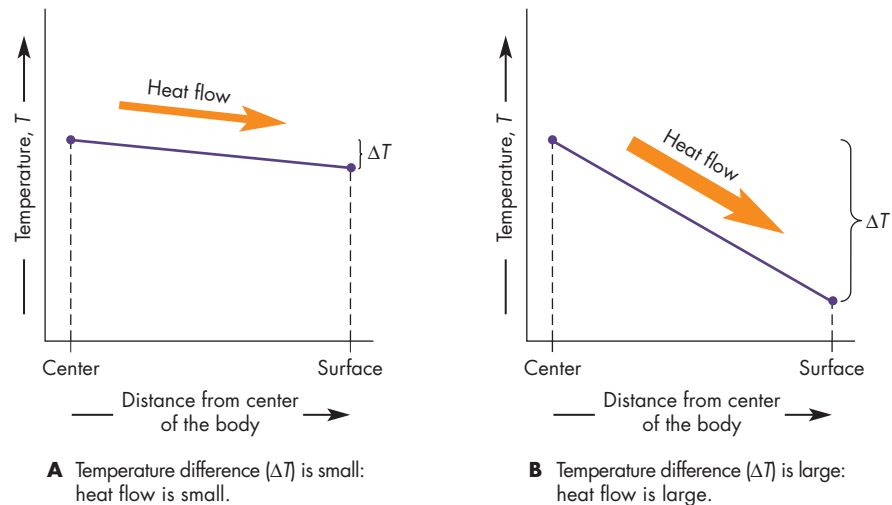 Temperature, T
Heat flow
ΔT
Center
Surface
Distance from center
of the body
A Temperature difference (ΔT) is small:
heat flow is small.
Temperature, T
Heat flow
ΔT
Center
Surface
Distance from center
of the body
B Temperature difference (ΔT) is large:
heat flow is large.